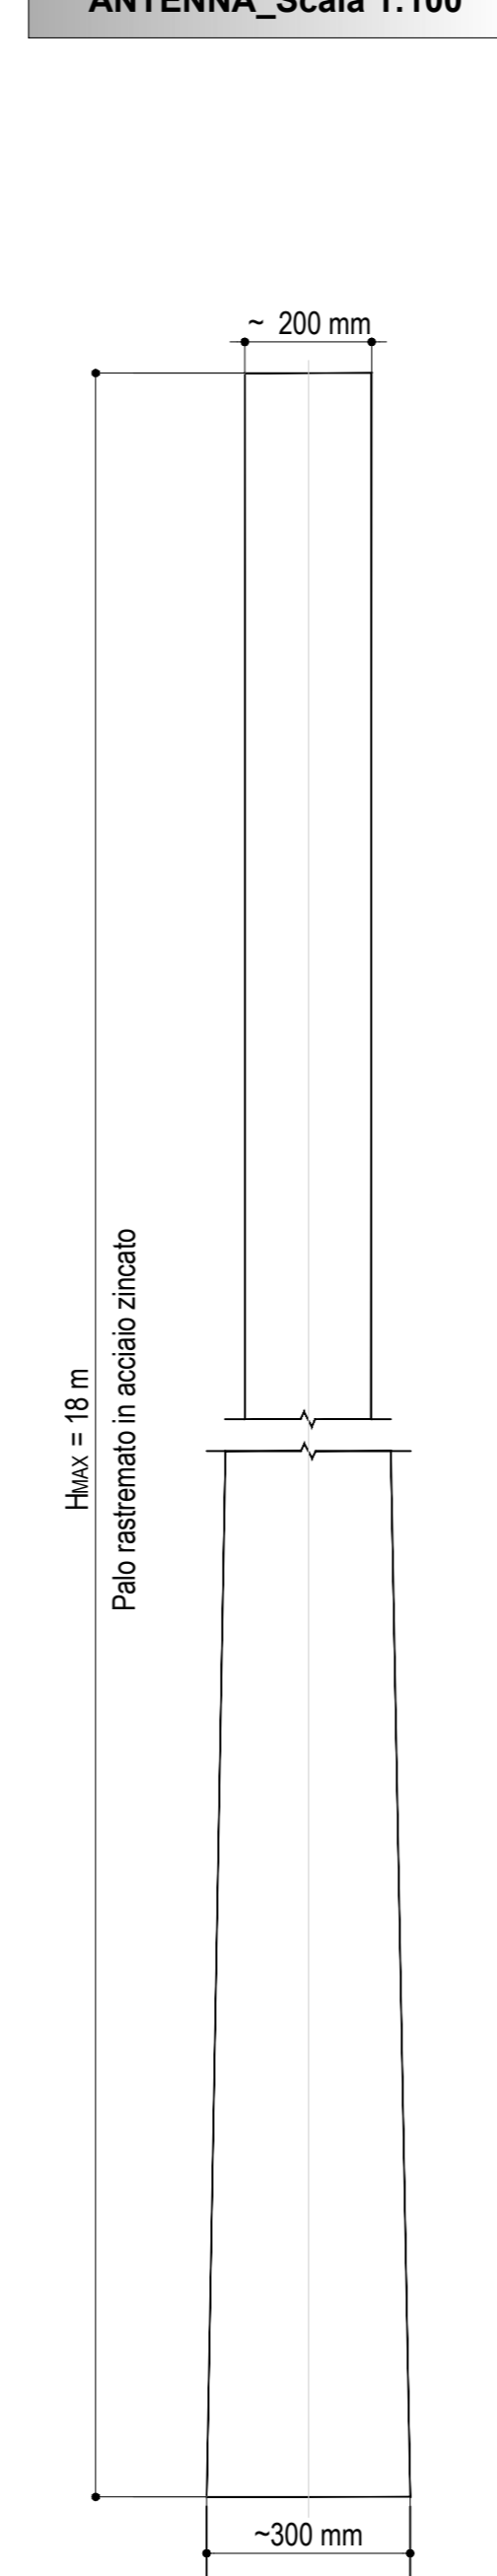 ANTENNA_Scala 1:100
~ 200 mm
HMAX = 18 m
Palo rastremato in acciaio zincato
~300 mm